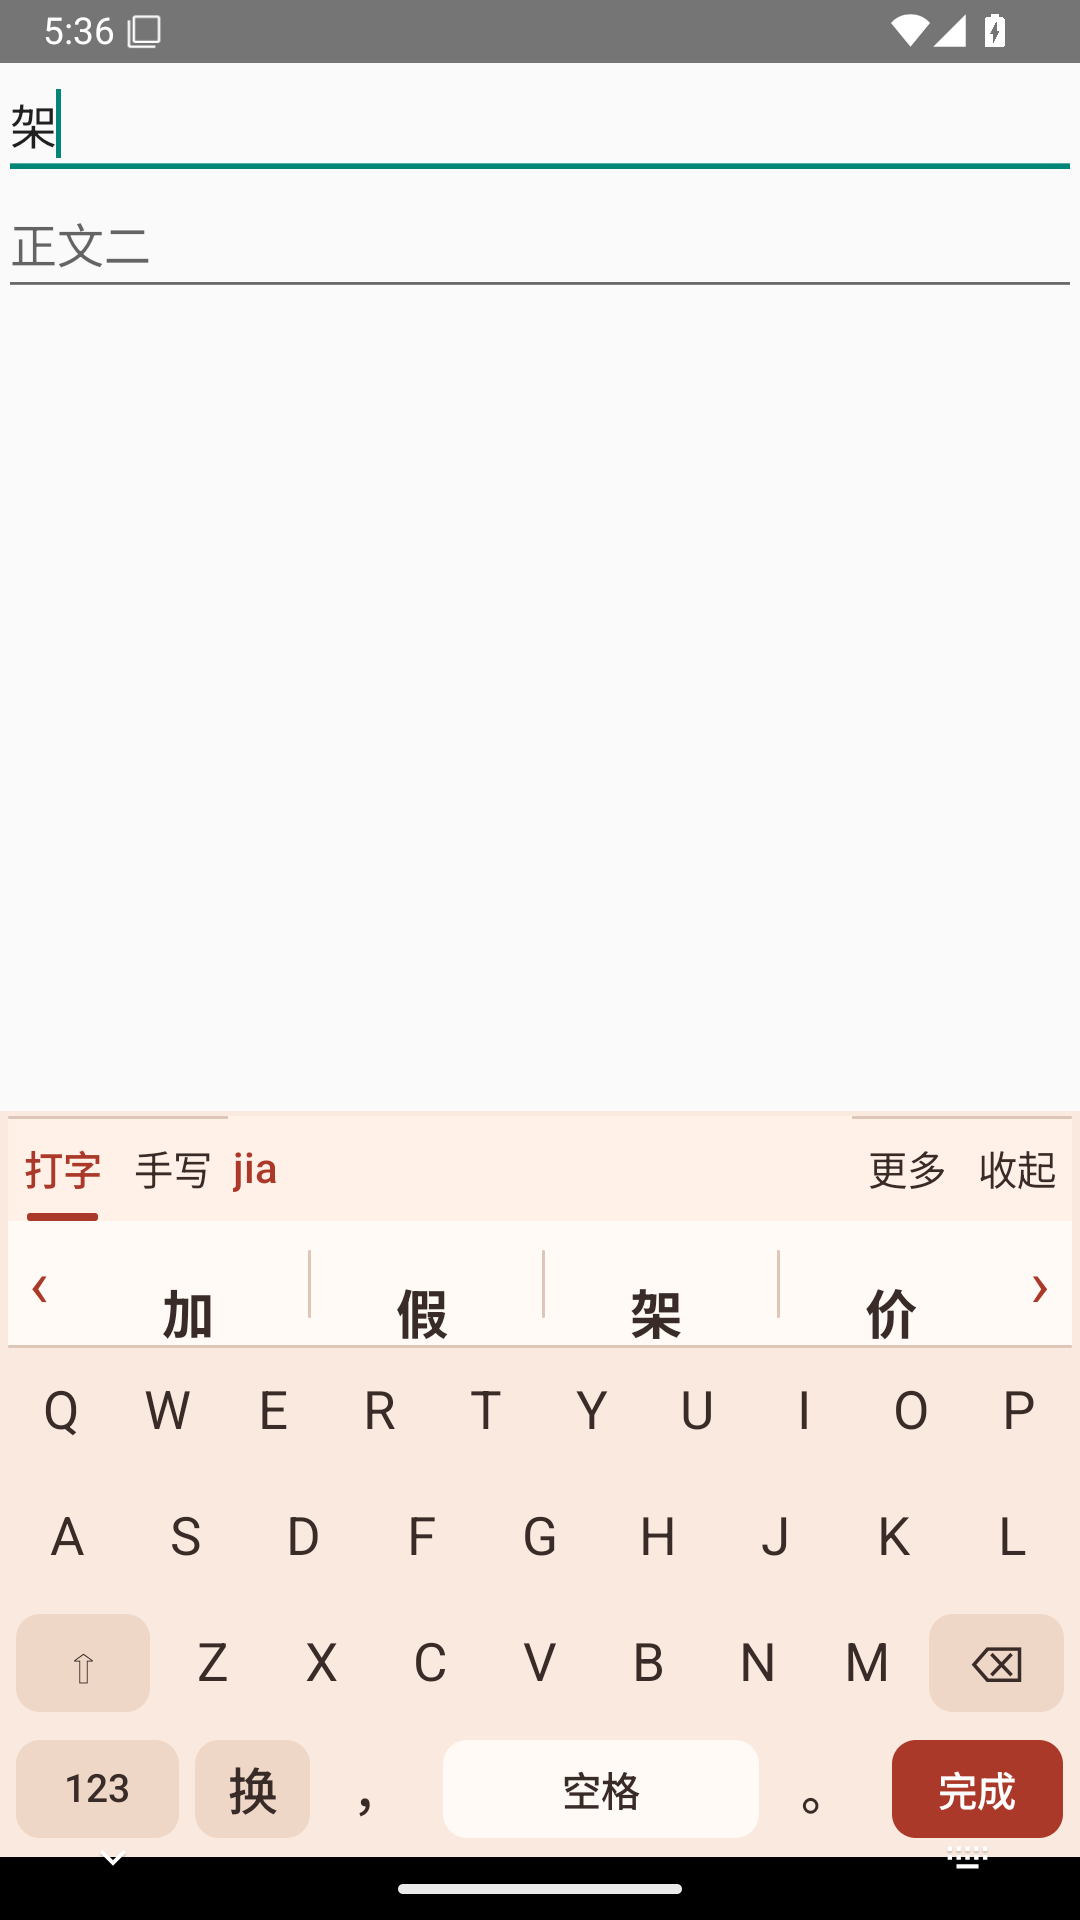 5:36
架
正文二
打字 手写 jia 更多 收起
‹ 加 假 架 价 ›
Q W E R T Y U I O P
A S D F G H J K L
⇧ Z X C V B N M ⌫
123 换 ， 空格 。 完成